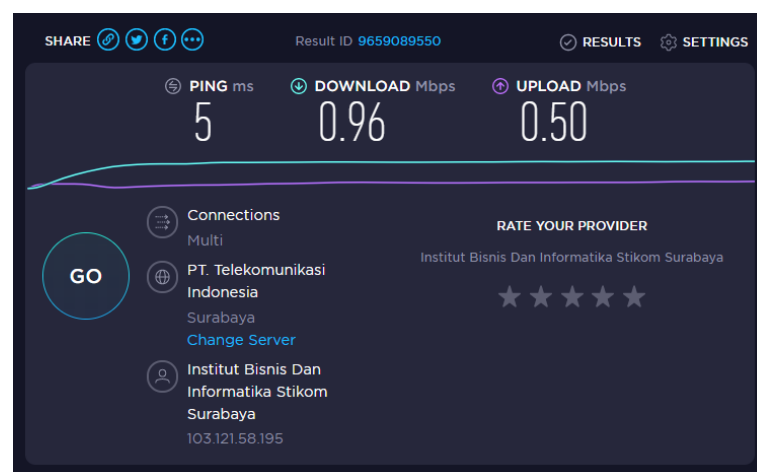 SHARE Result ID 9659089550 RESULTS SETTINGS
PING ms DOWNLOAD Mbps UPLOAD Mbps
5 0.96 0.50
Connections
Multi
PT. Telekomunikasi
Indonesia
Surabaya
Change Server
Institut Bisnis Dan
Informatika Stikom
Surabaya
103.121.58.195
GO
RATE YOUR PROVIDER
Institut Bisnis Dan Informatika Stikom Surabaya